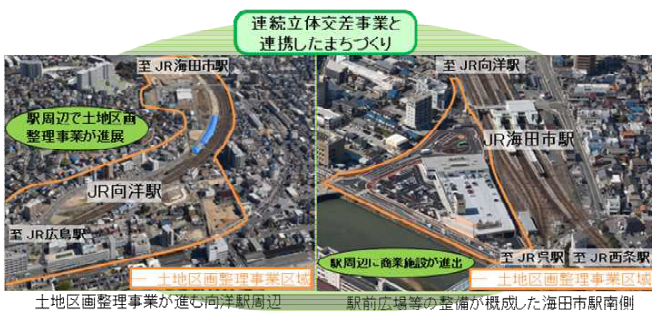 連続立体交差事業と
連携したまちづくり
至 JR海田市駅
駅周辺で土地区画
整理事業が進展
JR向洋駅
至 JR広島駅
土地区画整理事業区域
土地区画整理事業が進む向洋駅周辺
至 JR向洋駅
JR海田市駅
至 JR呉駅
至 JR西条駅
駅周辺に商業施設が進出
土地区画整理事業区域
駅前広場等の整備が概成した海田市駅南側